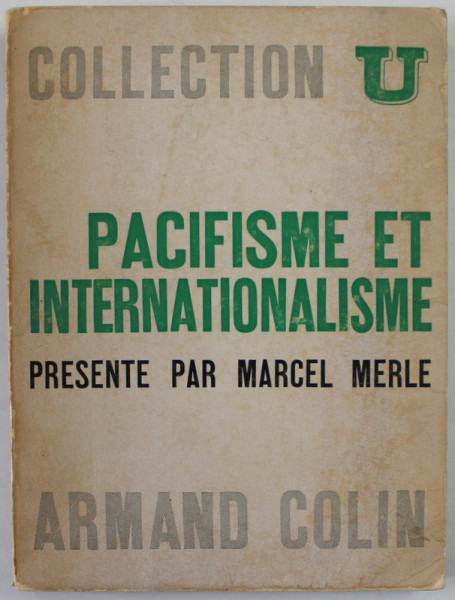 COLLECTION U
PACIFISME ET
INTERNATIONALISME
PRESENTE PAR MARCEL MERLE
ARMAND COLIN